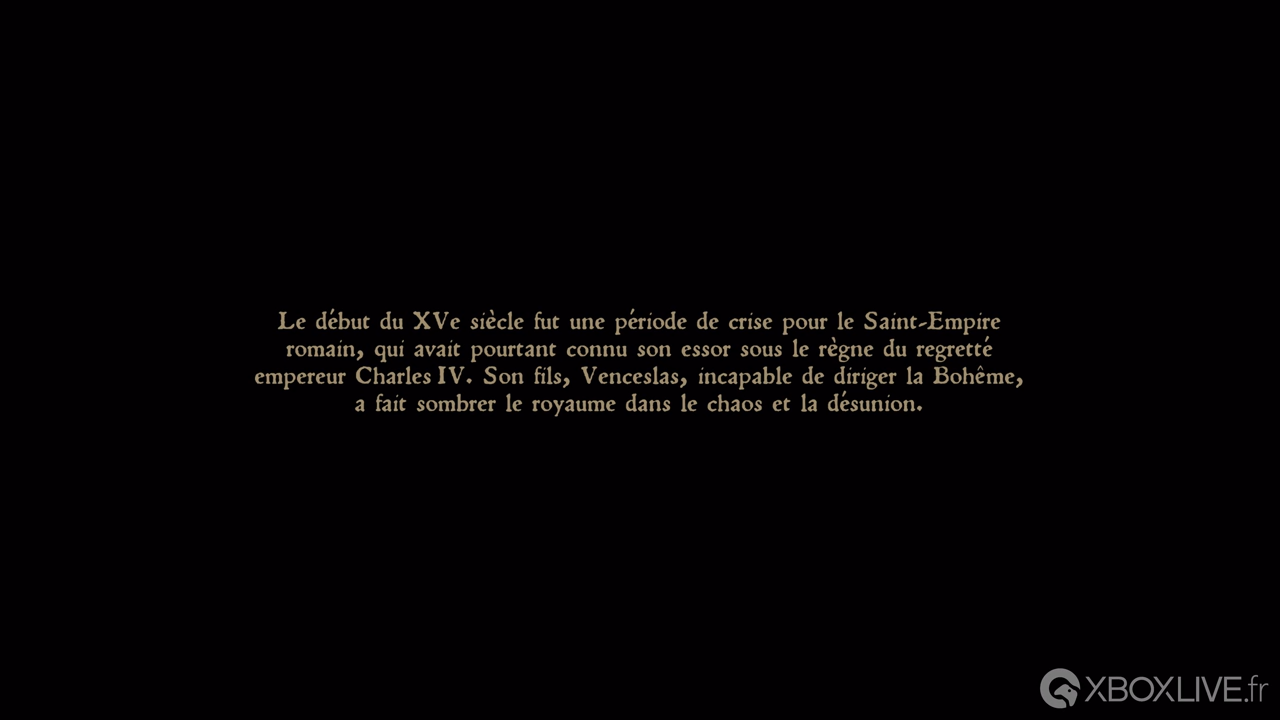 Le début du XVe siècle fut une période de crise pour le Saint-Empire
romain, qui avait pourtant connu son essor sous le règne du regretté
empereur Charles IV. Son fils, Venceslas, incapable de diriger la Bohême,
a fait sombrer le royaume dans le chaos et la désunion.
XBOXLIVE.fr